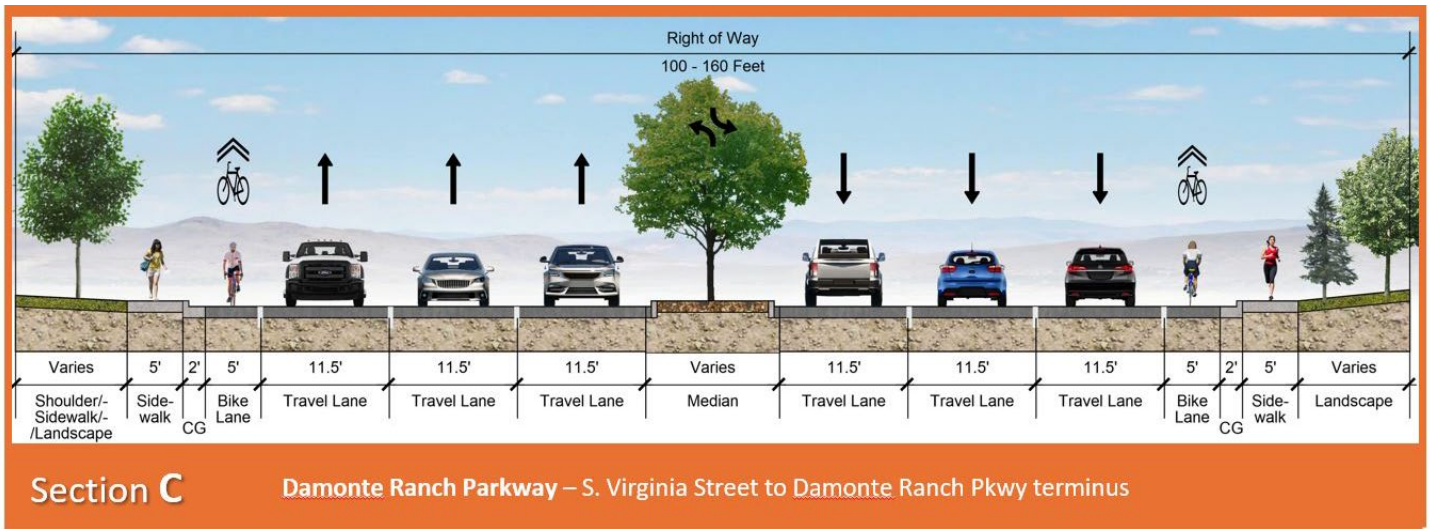 Right of Way
100 - 160 Feet
Varies 5' 2' 5' 11.5' 11.5' 11.5' Varies 11.5' 11.5' 11.5' 5' 2' 5' Varies
Shoulder/- Side- Bike Travel Lane Travel Lane Travel Lane Median Travel Lane Travel Lane Travel Lane Bike Side- Landscape
Sidewalk/- walk Lane Lane walk
/Landscape CG CG
Section C Damonte Ranch Parkway – S. Virginia Street to Damonte Ranch Pkwy terminus